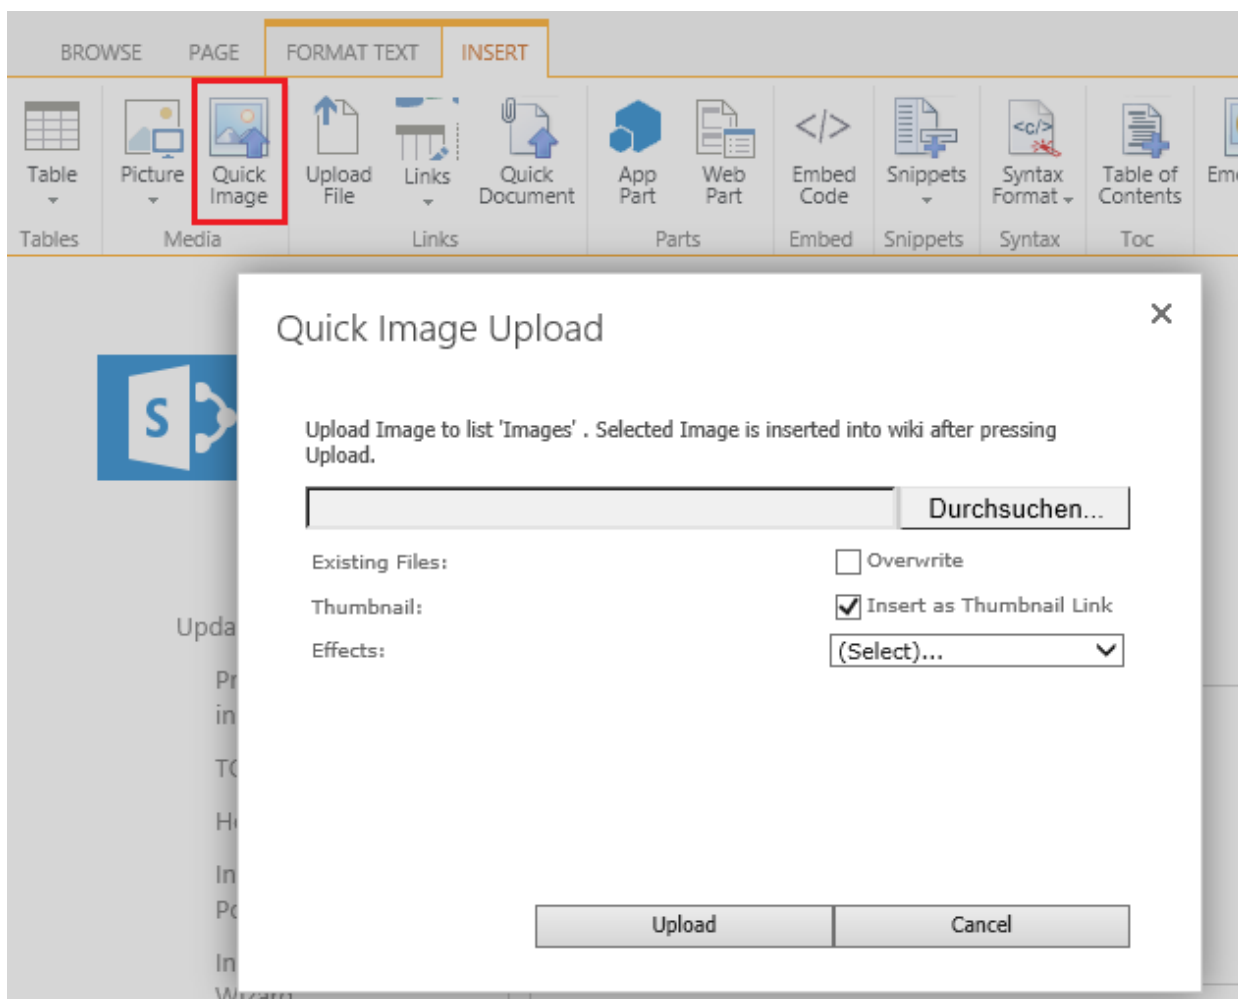 BROWSE PAGE FORMAT TEXT INSERT
Table Picture Quick Image Upload File Links Quick Document App Part Web Part Embed Code Snippets Syntax Format Table of Contents
Tables Media Links Parts Embed Snippets Syntax Toc
Quick Image Upload
S
Upload Image to list 'Images' . Selected Image is inserted into wiki after pressing
Upload.
Durchsuchen...
Existing Files: Overwrite
Thumbnail: Insert as Thumbnail Link
Effects: (Select)...
Upload Cancel
Wizard